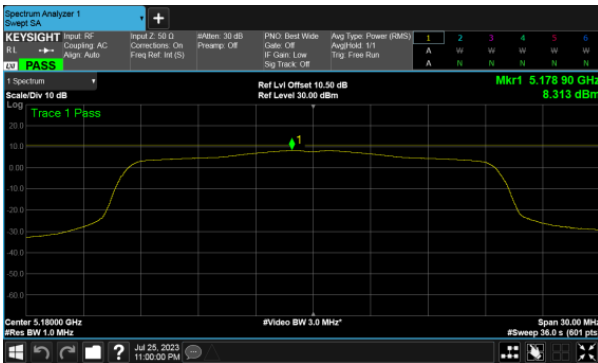 Spectrum Analyzer 1
Swept SA
+
KEYSIGHT
RL
LXI PASS
Input: RF
Coupling: AC
Align: Auto
Input Z: 50 Ω
Corrections: On
Freq Ref: Int (S)
#Atten: 30 dB
Preamp: Off
PNO: Best Wide
Gate: Off
IF Gain: Low
Sig Track: Off
Avg Type: Power (RMS)
Avg|Hold: 1/1
Trig: Free Run
1 2 3 4 5 6
A W W W W W
A N N N N N
1 Spectrum
Scale/Div 10 dB
Ref Lvl Offset 10.50 dB
Ref Level 30.00 dBm
Mkr1 5.178 90 GHz
8.313 dBm
Log
Trace 1 Pass
20.0
10.0
1
0.00
-10.0
-20.0
-30.0
-40.0
-50.0
-60.0
Center 5.18000 GHz
#Res BW 1.0 MHz
#Video BW 3.0 MHz*
Span 30.00 MHz
#Sweep 36.0 s (601 pts)
?
Jul 25, 2023
11:00:00 PM